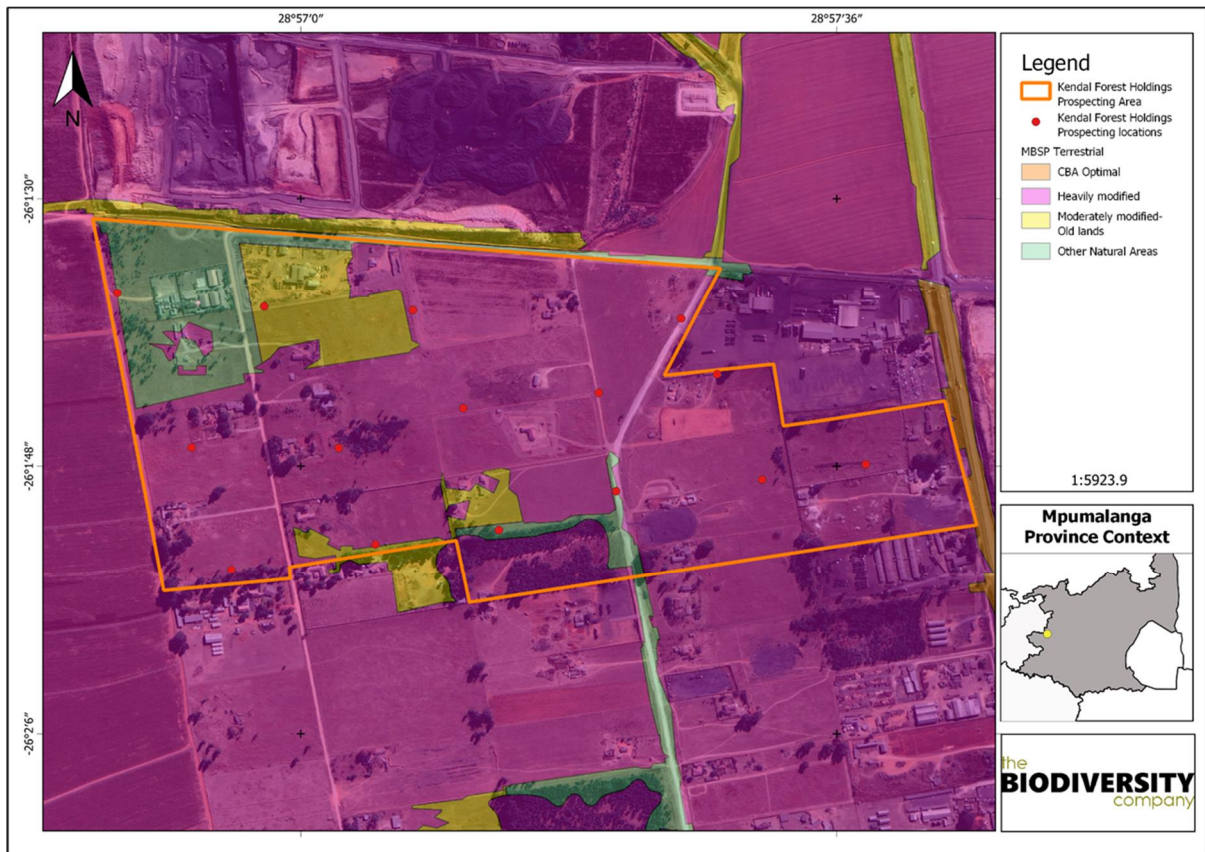 28°57'0"
28°57'36"
N
-26°1'30"
-26°1'48"
-26°2'6"
Legend
Kendal Forest Holdings
Prospecting Area
Kendal Forest Holdings
Prospecting locations
MBSP Terrestrial
CBA Optimal
Heavily modified
Moderately modified-
Old lands
Other Natural Areas
1:5923.9
Mpumalanga
Province Context
the
BIODIVERSITY
company